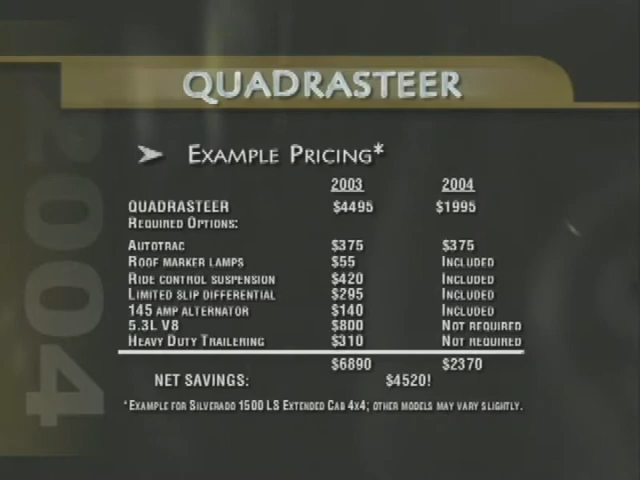 QUADRASTEER
EXAMPLE PRICING*
2003 2004
QUADRASTEER $4495 $1995
REQUIRED OPTIONS:
AUTOTRAC $375 $375
ROOF MARKER LAMPS $55 INCLUDED
RIDE CONTROL SUSPENSION $420 INCLUDED
LIMITED SLIP DIFFERENTIAL $295 INCLUDED
145 AMP ALTERNATOR $140 INCLUDED
5.3L V8 $800 NOT REQUIRED
HEAVY DUTY TRAILERING $310 NOT REQUIRED
$6890 $2370
NET SAVINGS: $4520!
*EXAMPLE FOR SILVERADO 1500 LS EXTENDED CAB 4X4; OTHER MODELS MAY VARY SLIGHTLY.
2004